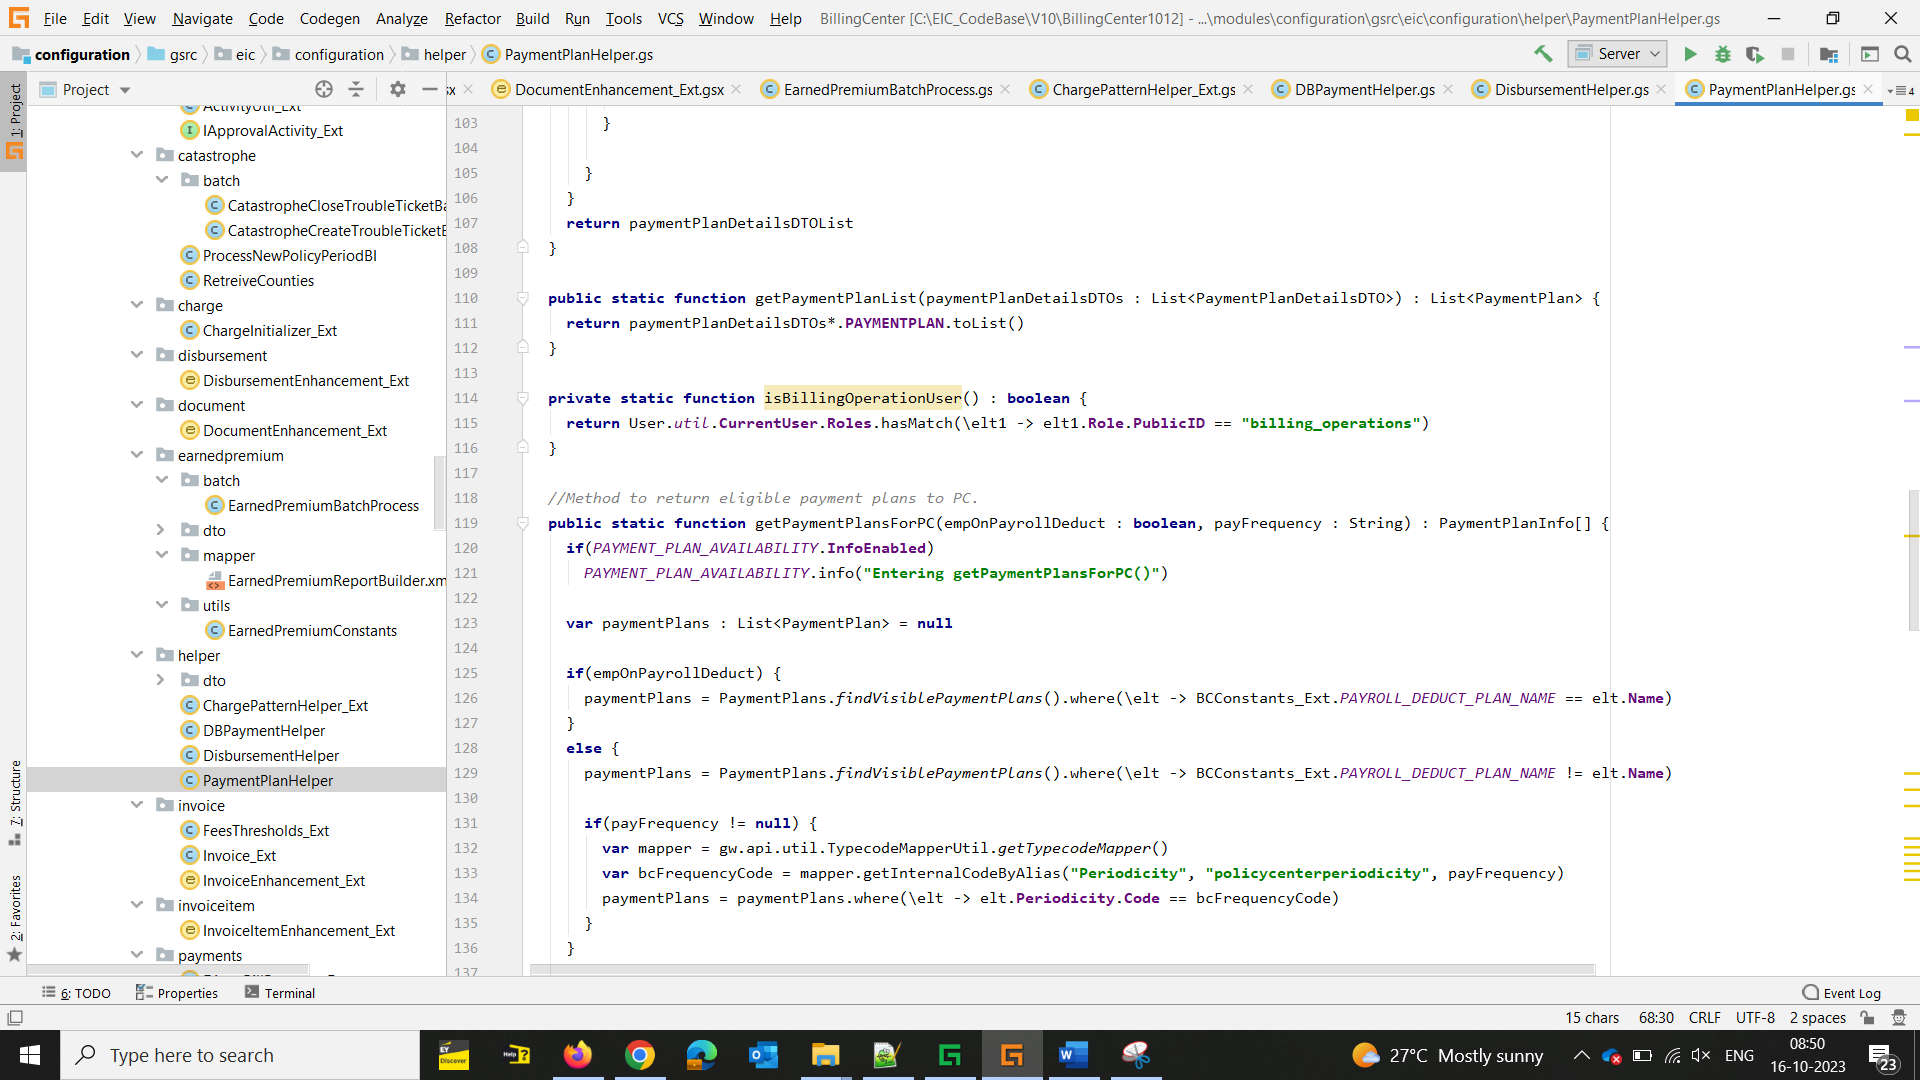 File Edit View Navigate Code Codegen Analyze Refactor Build Run Tools VCS Window Help BillingCenter [C:\EIC_CodeBase\V10\BillingCenter1012] - ...\modules\configuration\gsrc\eic\configuration\helper\PaymentPlanHelper.gs
configuration gsrc eic configuration helper PaymentPlanHelper.gs Server
Project DocumentEnhancement_Ext.gsx EarnedPremiumBatchProcess.gs ChargePatternHelper_Ext.gs DBPaymentHelper.gs DisbursementHelper.gs PaymentPlanHelper.gs 4
1: Project
7: Structure
2: Favorites
ActivityUtil_Ext
IApprovalActivity_Ext
catastrophe
batch
CatastropheCloseTroubleTicketBa
CatastropheCreateTroubleTicketB
ProcessNewPolicyPeriodBI
RetreiveCounties
charge
ChargeInitializer_Ext
disbursement
DisbursementEnhancement_Ext
document
DocumentEnhancement_Ext
earnedpremium
batch
EarnedPremiumBatchProcess
dto
mapper
EarnedPremiumReportBuilder.xm
utils
EarnedPremiumConstants
helper
dto
ChargePatternHelper_Ext
DBPaymentHelper
DisbursementHelper
PaymentPlanHelper
invoice
FeesThresholds_Ext
Invoice_Ext
InvoiceEnhancement_Ext
invoiceitem
InvoiceItemEnhancement_Ext
payments
103 }
104
105 }
106 }
107 return paymentPlanDetailsDTOList
108 }
109
110 public static function getPaymentPlanList(paymentPlanDetailsDTOs : List<PaymentPlanDetailsDTO>) : List<PaymentPlan> {
111 return paymentPlanDetailsDTOs*.PAYMENTPLAN.toList()
112 }
113
114 private static function isBillingOperationUser() : boolean {
115 return User.util.CurrentUser.Roles.hasMatch(\elt1 -> elt1.Role.PublicID == "billing_operations")
116 }
117
118 //Method to return eligible payment plans to PC.
119 public static function getPaymentPlansForPC(empOnPayrollDeduct : boolean, payFrequency : String) : PaymentPlanInfo[] {
120 if(PAYMENT_PLAN_AVAILABILITY.InfoEnabled)
121 PAYMENT_PLAN_AVAILABILITY.info("Entering getPaymentPlansForPC()")
122
123 var paymentPlans : List<PaymentPlan> = null
124
125 if(empOnPayrollDeduct) {
126 paymentPlans = PaymentPlans.findVisiblePaymentPlans().where(\elt -> BCConstants_Ext.PAYROLL_DEDUCT_PLAN_NAME == elt.Name)
127 }
128 else {
129 paymentPlans = PaymentPlans.findVisiblePaymentPlans().where(\elt -> BCConstants_Ext.PAYROLL_DEDUCT_PLAN_NAME != elt.Name)
130
131 if(payFrequency != null) {
132 var mapper = gw.api.util.TypecodeMapperUtil.getTypecodeMapper()
133 var bcFrequencyCode = mapper.getInternalCodeByAlias("Periodicity", "policycenterperiodicity", payFrequency)
134 paymentPlans = paymentPlans.where(\elt -> elt.Periodicity.Code == bcFrequencyCode)
135 }
136 }
137
6: TODO Properties Terminal Event Log
15 chars 68:30 CRLF UTF-8 2 spaces
Type here to search EY Discover Help 27°C Mostly sunny ENG 08:50
16-10-2023 23